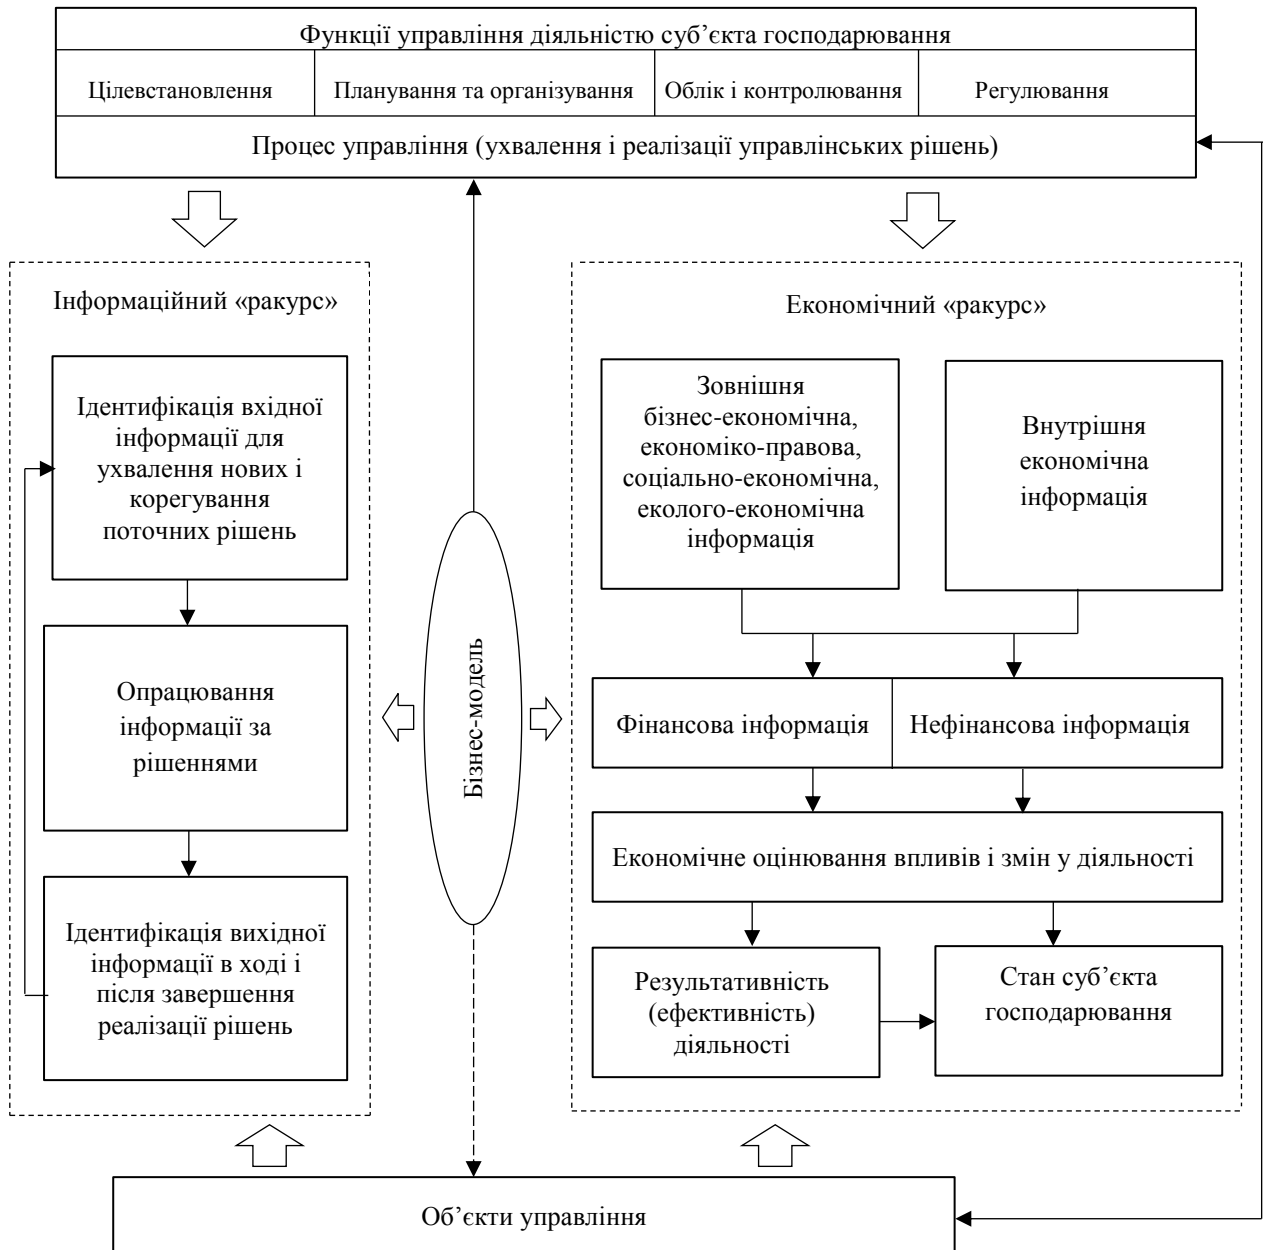 Функції управління діяльністю суб’єкта господарювання
Цілевстановлення
Планування та організування
Облік і контролювання
Регулювання
Процес управління (ухвалення і реалізації управлінських рішень)
Інформаційний «ракурс»
Ідентифікація вхідної
інформації для
ухвалення нових і
корегування
поточних рішень
Опрацювання
інформації за
рішеннями
Ідентифікація вихідної
інформації в ході і
після завершення
реалізації рішень
Бізнес-модель
Економічний «ракурс»
Зовнішня
бізнес-економічна,
економіко-правова,
соціально-економічна,
еколого-економічна
інформація
Внутрішня
економічна
інформація
Фінансова інформація
Нефінансова інформація
Економічне оцінювання впливів і змін у діяльності
Результативність
(ефективність)
діяльності
Стан суб’єкта
господарювання
Об’єкти управління